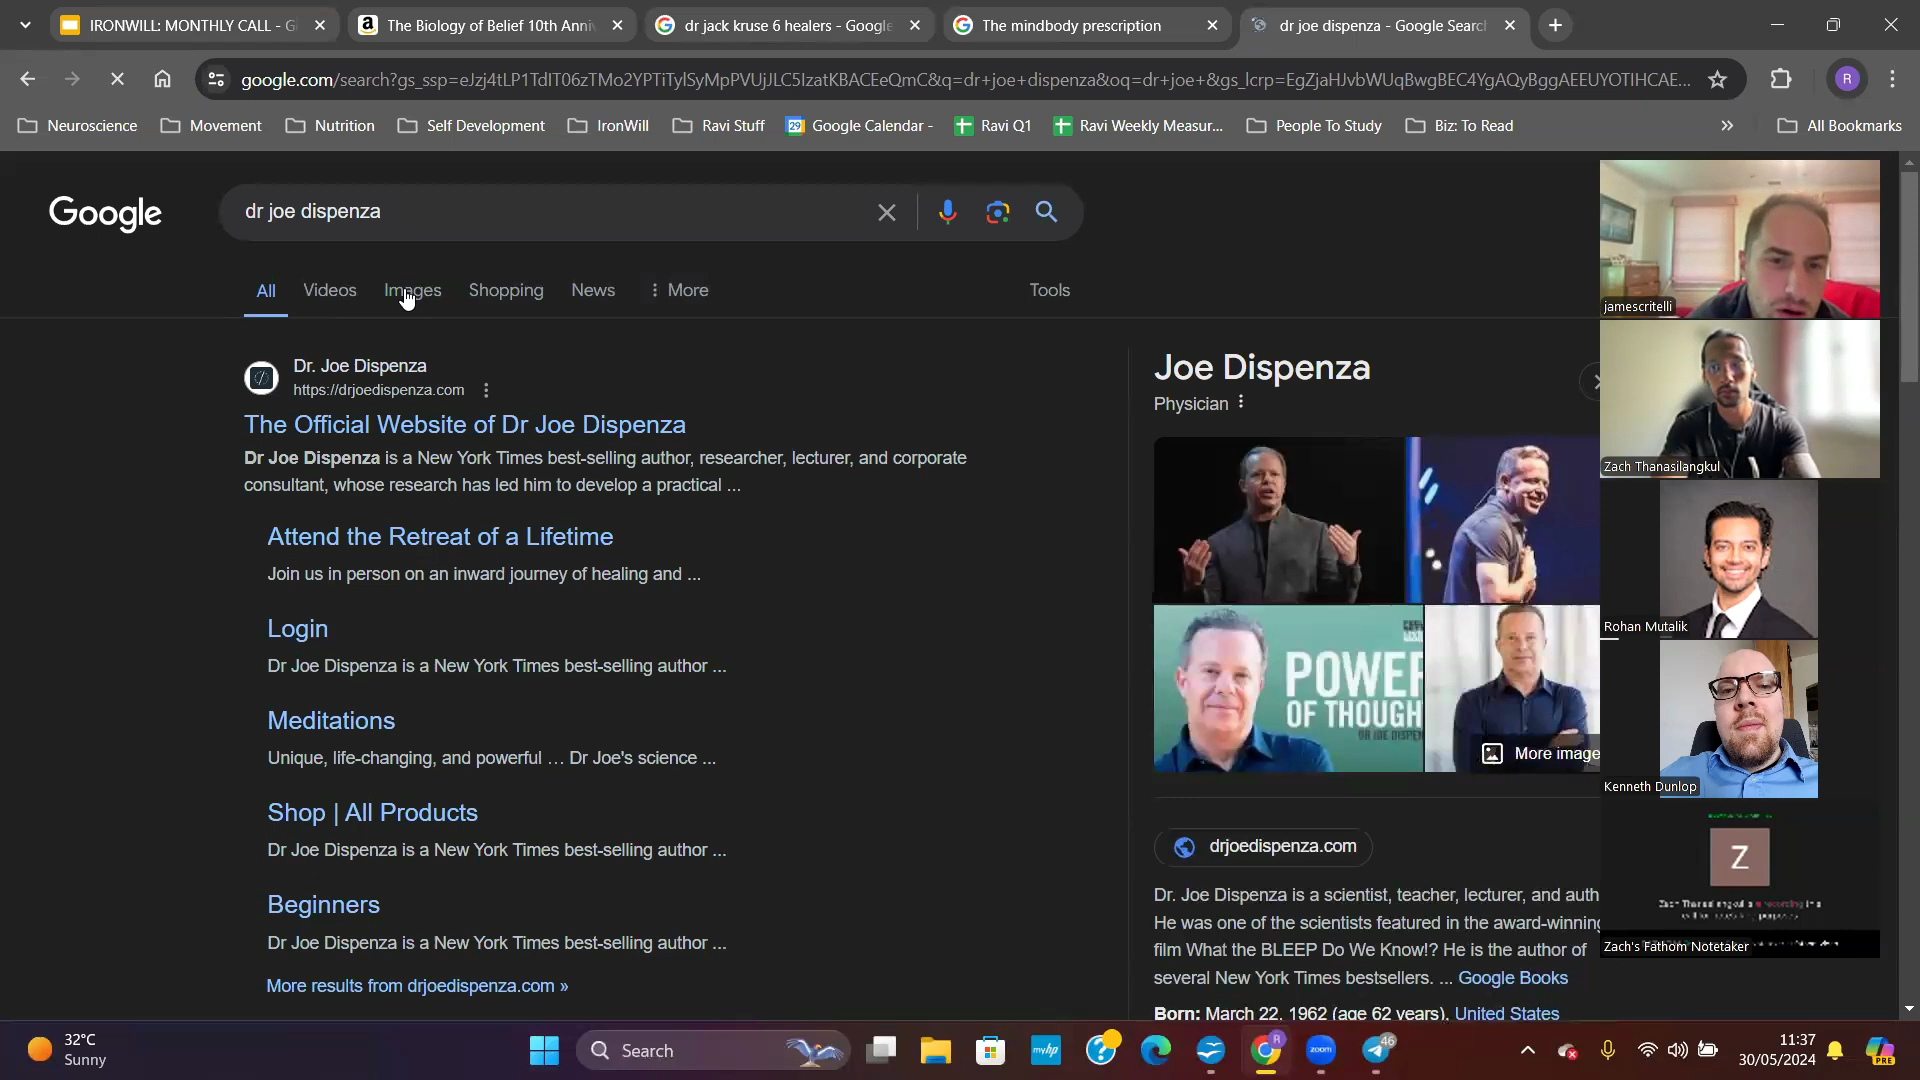 IRONWILL: MONTHLY CALL - G
The Biology of Belief 10th Anni
dr jack kruse 6 healers - Google
The mindbody prescription
dr joe dispenza - Google Search
google.com/search?gs_ssp=eJzj4tLP1TdIT06zTMo2YPTiTylSyMpPVUjJLC5IzatKBACEeQmC&q=dr+joe+dispenza&oq=dr+joe+&gs_lcrp=EgZjaHJvbWUqBwgBEC4YgAQyBggAEEUYOTIHCAE...
R
Neuroscience
Movement
Nutrition
Self Development
IronWill
Ravi Stuff
Google Calendar -
Ravi Q1
Ravi Weekly Measur...
People To Study
Biz: To Read
All Bookmarks
Google
dr joe dispenza
All
Videos
Images
Shopping
News
More
Tools
Dr. Joe Dispenza
https://drjoedispenza.com
The Official Website of Dr Joe Dispenza
Dr Joe Dispenza is a New York Times best-selling author, researcher, lecturer, and corporate
consultant, whose research has led him to develop a practical ...
Attend the Retreat of a Lifetime
Join us in person on an inward journey of healing and ...
Login
Dr Joe Dispenza is a New York Times best-selling author ...
Meditations
Unique, life-changing, and powerful ... Dr Joe's science ...
Shop | All Products
Dr Joe Dispenza is a New York Times best-selling author ...
Beginners
Dr Joe Dispenza is a New York Times best-selling author ...
More results from drjoedispenza.com »
Joe Dispenza
Physician
POWER
OF THOUGH
More image
drjoedispenza.com
Dr. Joe Dispenza is a scientist, teacher, lecturer, and auth
He was one of the scientists featured in the award-winning
film What the BLEEP Do We Know!? He is the author of
several New York Times bestsellers. ... Google Books
Born: March 22, 1962 (age 62 years), United States
jamescritelli
Zach Thanasilangkul
Rohan Mutalik
Kenneth Dunlop
Z
Zach's Fathom Notetaker
32°C
Sunny
Search
myhp
zoom
46
11:37
30/05/2024
PRE